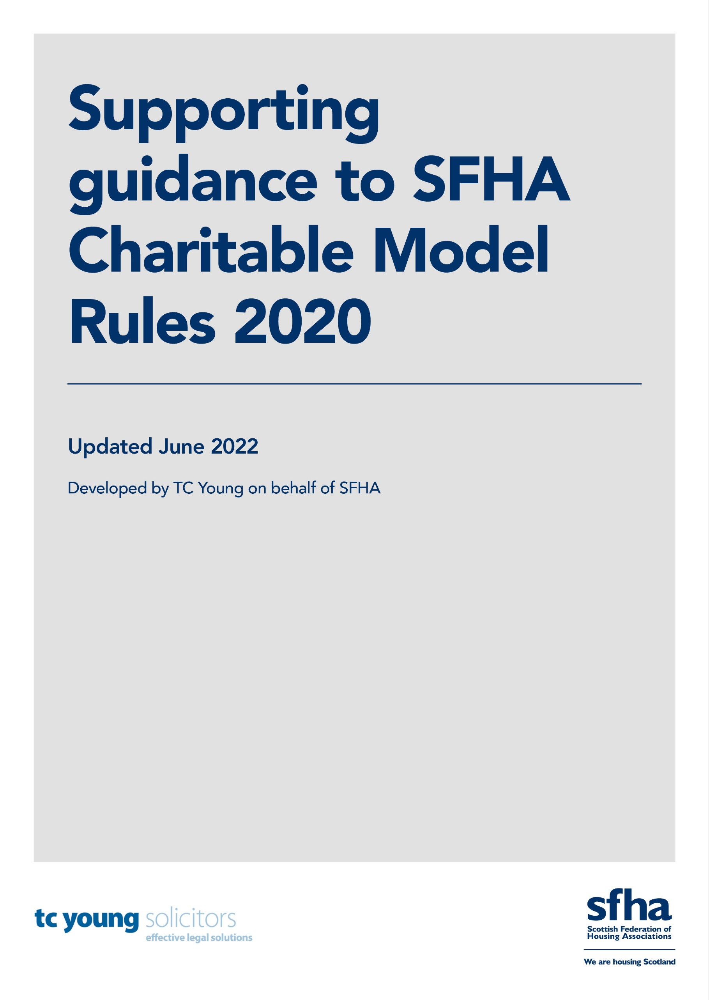 Supporting
guidance to SFHA
Charitable Model
Rules 2020
Updated June 2022
Developed by TC Young on behalf of SFHA
tc young solicitors
effective legal solutions
sfha
Scottish Federation of
Housing Associations
We are housing Scotland